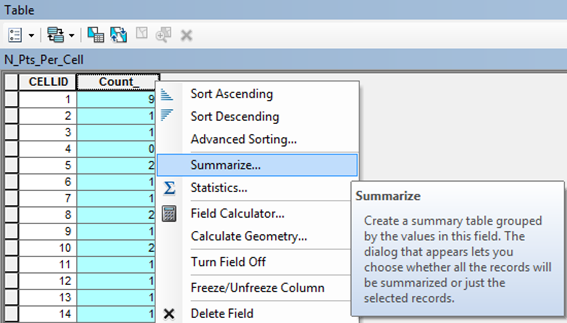 Table
N_Pts_Per_Cell
CELLID Count_
1 9
2 1
3 1
4 0
5 2
6 1
7 1
8 2
9 1
10 2
11 1
12 1
13 1
14 1
Sort Ascending
Sort Descending
Advanced Sorting...
Summarize...
Statistics...
Field Calculator...
Calculate Geometry...
Turn Field Off
Freeze/Unfreeze Column
Delete Field
Summarize
Create a summary table grouped
by the values in this field. The
dialog that appears lets you
choose whether all the records will
be summarized or just the
selected records.